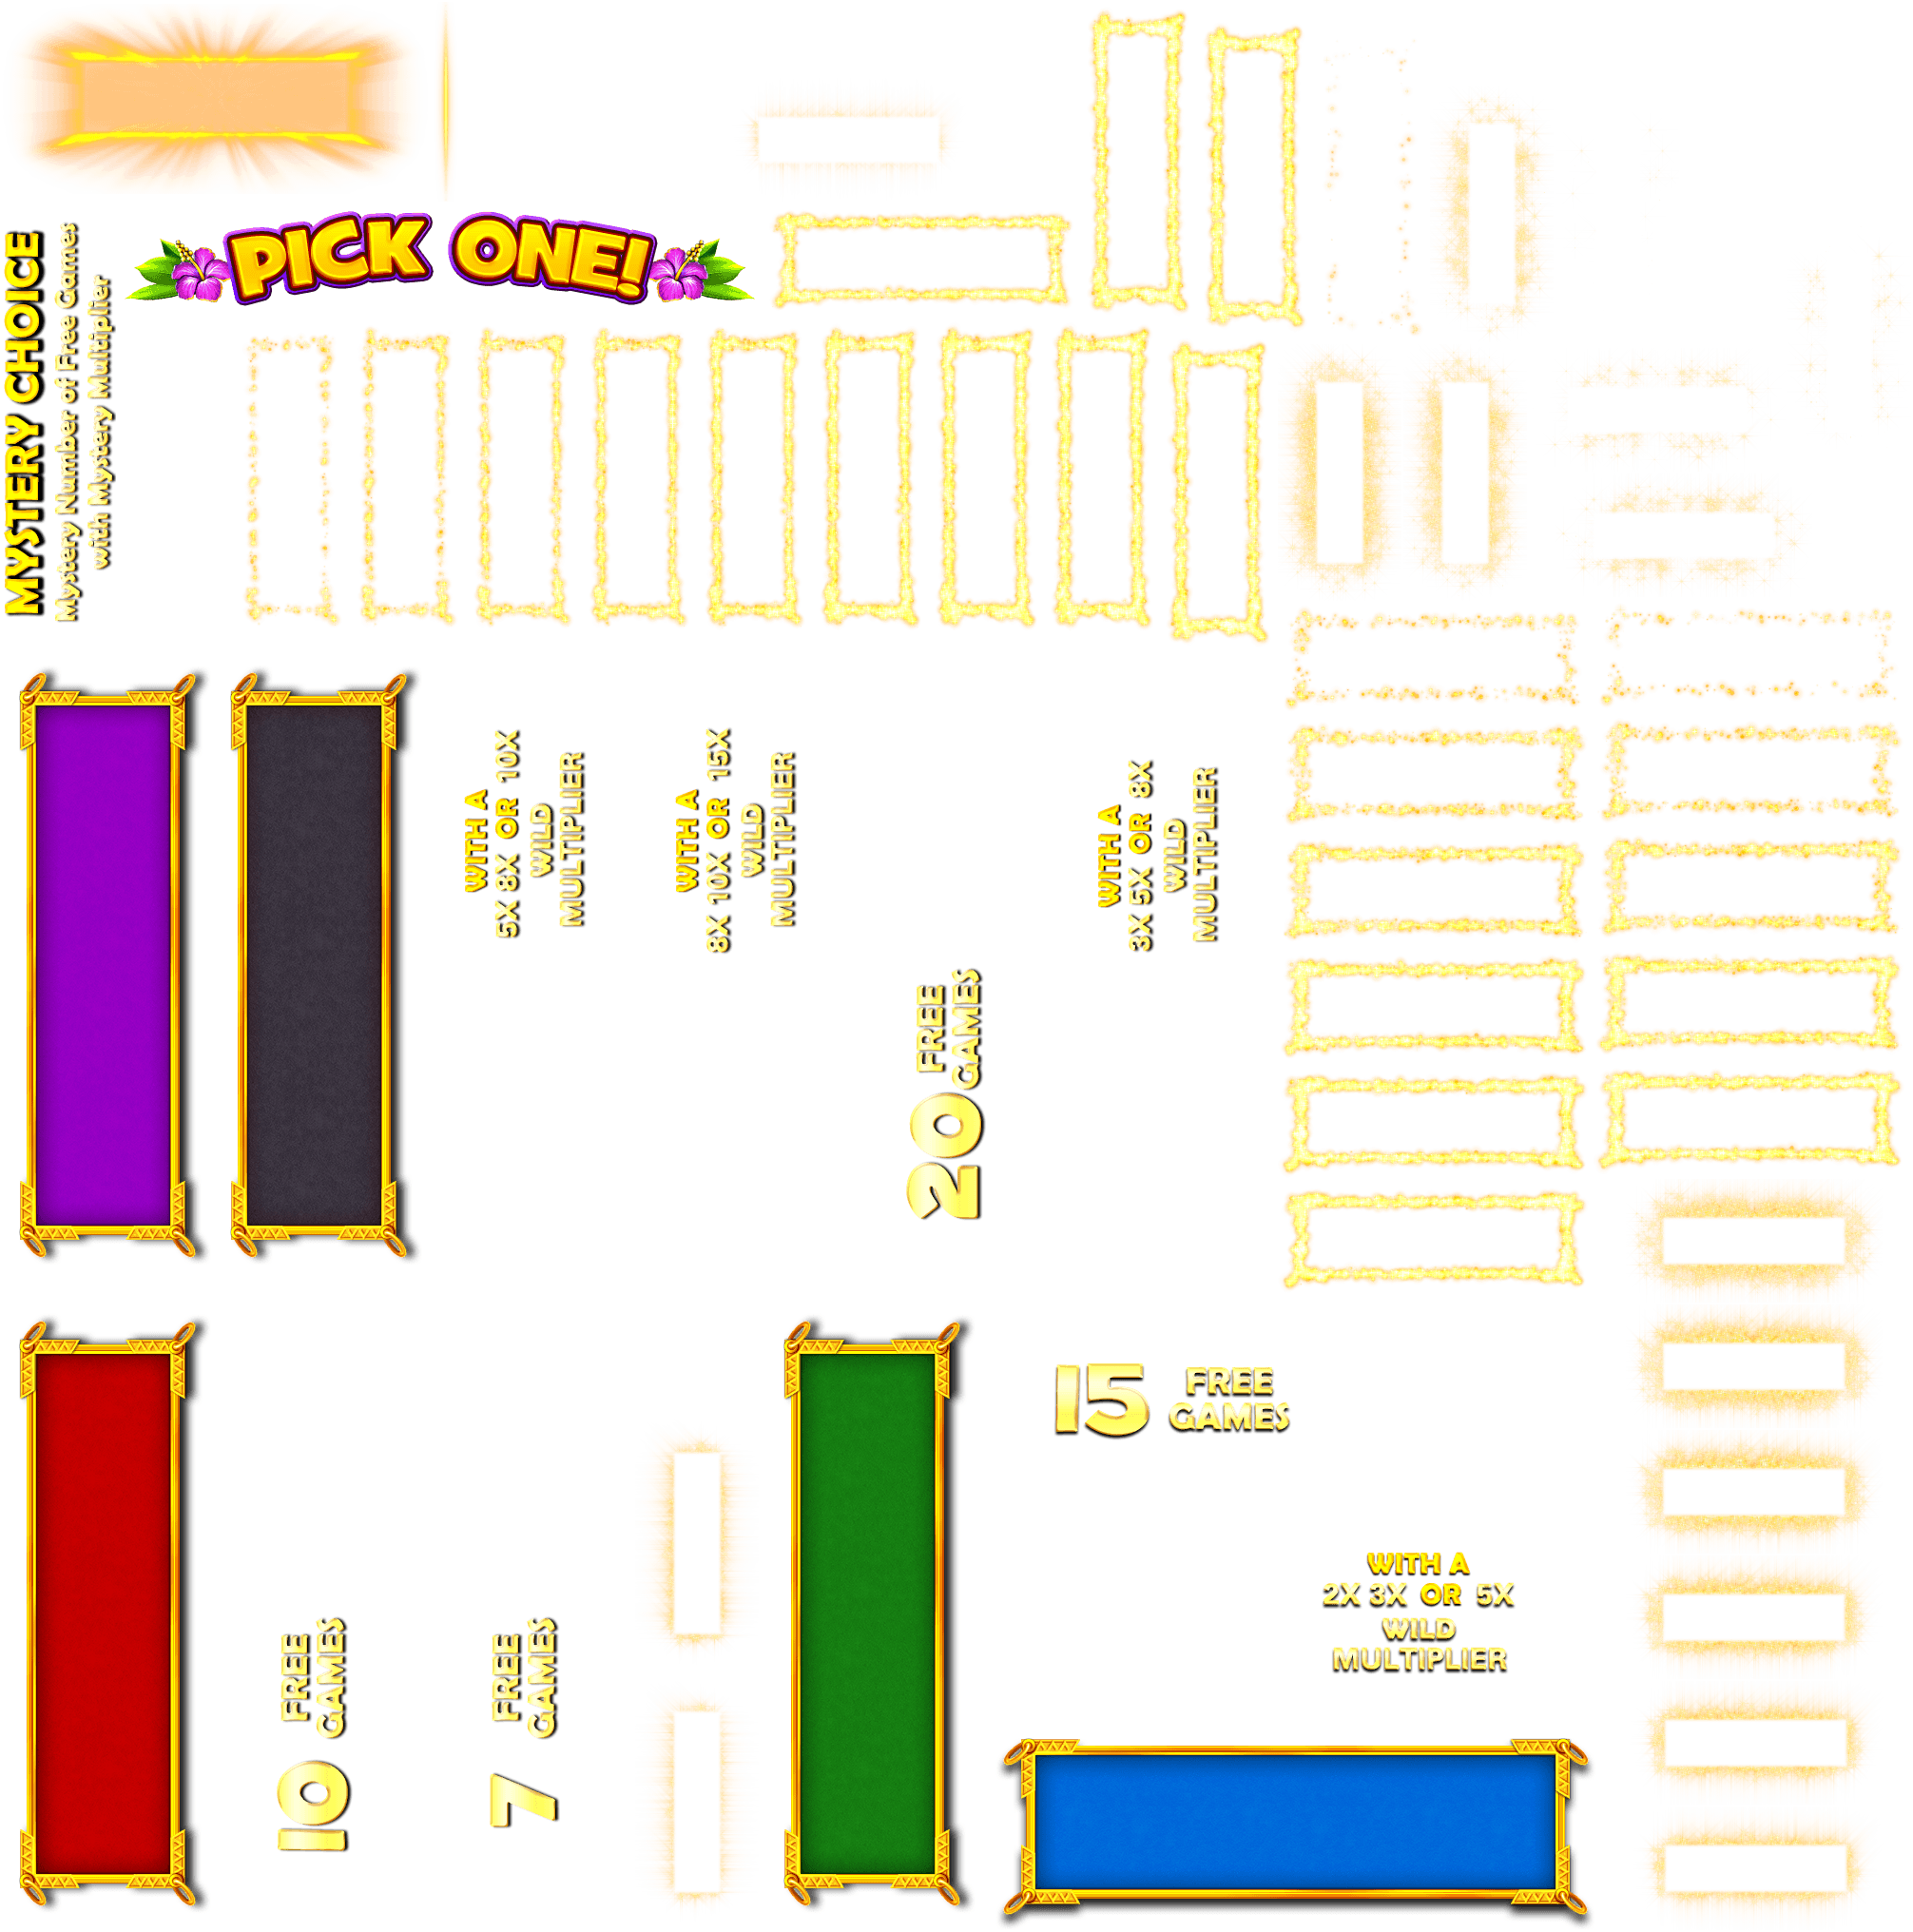 PICK ONE!
MYSTERY CHOICE
Mystery Number of Free Games
with Mystery Multiplier
WITH A
5X 8X OR 10X
WILD
MULTIPLIER
WITH A
8X 10X OR 15X
WILD
MULTIPLIER
WITH A
3X 5X OR 8X
WILD
MULTIPLIER
20 FREE
GAMES
15 FREE
GAMES
WITH A
2X 3X OR 5X
WILD
MULTIPLIER
10 FREE
GAMES
7 FREE
GAMES